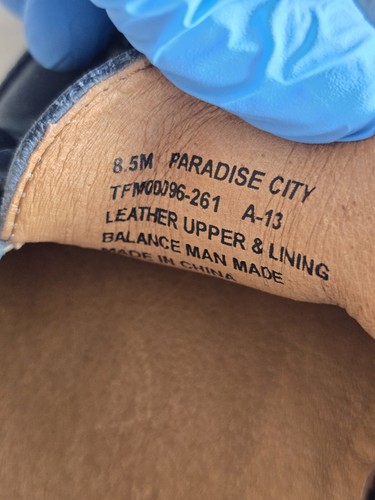 8.5M PARADISE CITY
TFM00096-261 A-13
LEATHER UPPER & LINING
BALANCE MAN MADE
MADE IN CHINA